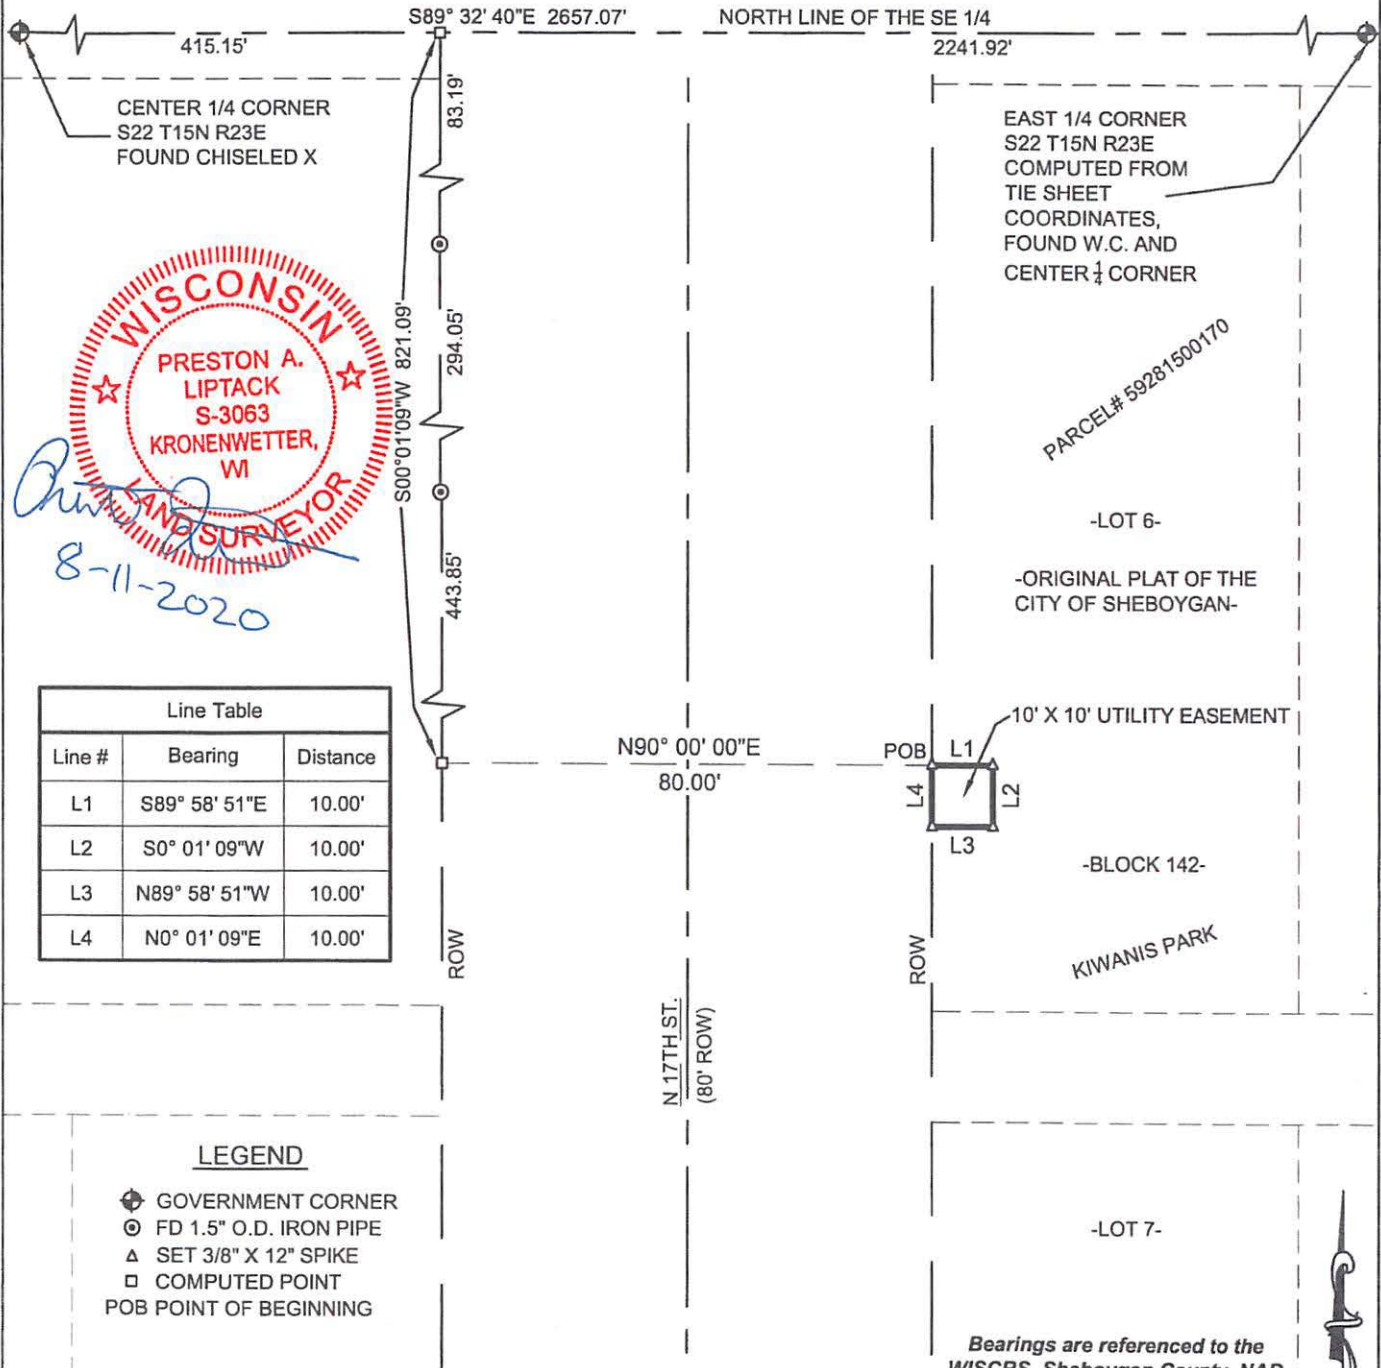 S89° 32' 40"E 2657.07'
NORTH LINE OF THE SE 1/4
415.15'
2241.92'
CENTER 1/4 CORNER
S22 T15N R23E
FOUND CHISELED X
83.19'
EAST 1/4 CORNER
S22 T15N R23E
COMPUTED FROM
TIE SHEET
COORDINATES,
FOUND W.C. AND
CENTER 1/4 CORNER
WISCONSIN
PRESTON A.
LIPTACK
S-3063
KRONENWETTER,
WI
LAND SURVEYOR
8-11-2020
S00°01'09"W 821.09'
294.05'
443.85'
PARCEL# 59281500170
-LOT 6-
-ORIGINAL PLAT OF THE
CITY OF SHEBOYGAN-
Line Table
Line # Bearing Distance
L1 S89° 58' 51"E 10.00'
L2 S0° 01' 09"W 10.00'
L3 N89° 58' 51"W 10.00'
L4 N0° 01' 09"E 10.00'
N90° 00' 00"E
80.00'
10' X 10' UTILITY EASEMENT
POB
L1
L4
L2
L3
-BLOCK 142-
KIWANIS PARK
ROW
ROW
N 17TH ST.
(80' ROW)
LEGEND
GOVERNMENT CORNER
FD 1.5" O.D. IRON PIPE
SET 3/8" X 12" SPIKE
COMPUTED POINT
POB POINT OF BEGINNING
-LOT 7-
Bearings are referenced to the
WISCRS, Sheboygan County, NAD